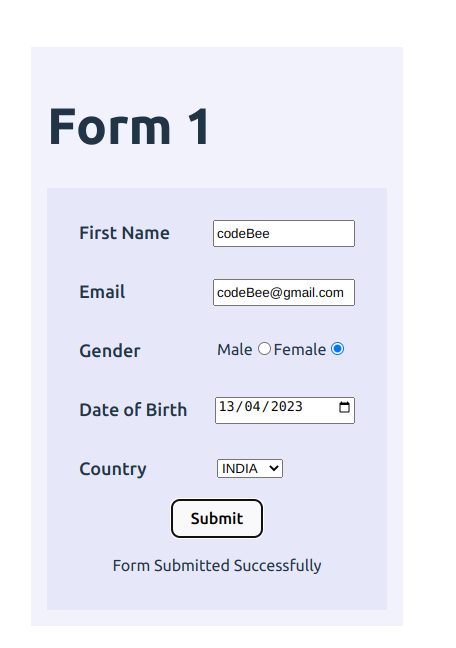 Form 1
First Name codeBee
Email codeBee@gmail.com
Gender Male Female
Date of Birth 13/04/2023
Country INDIA
Submit
Form Submitted Successfully